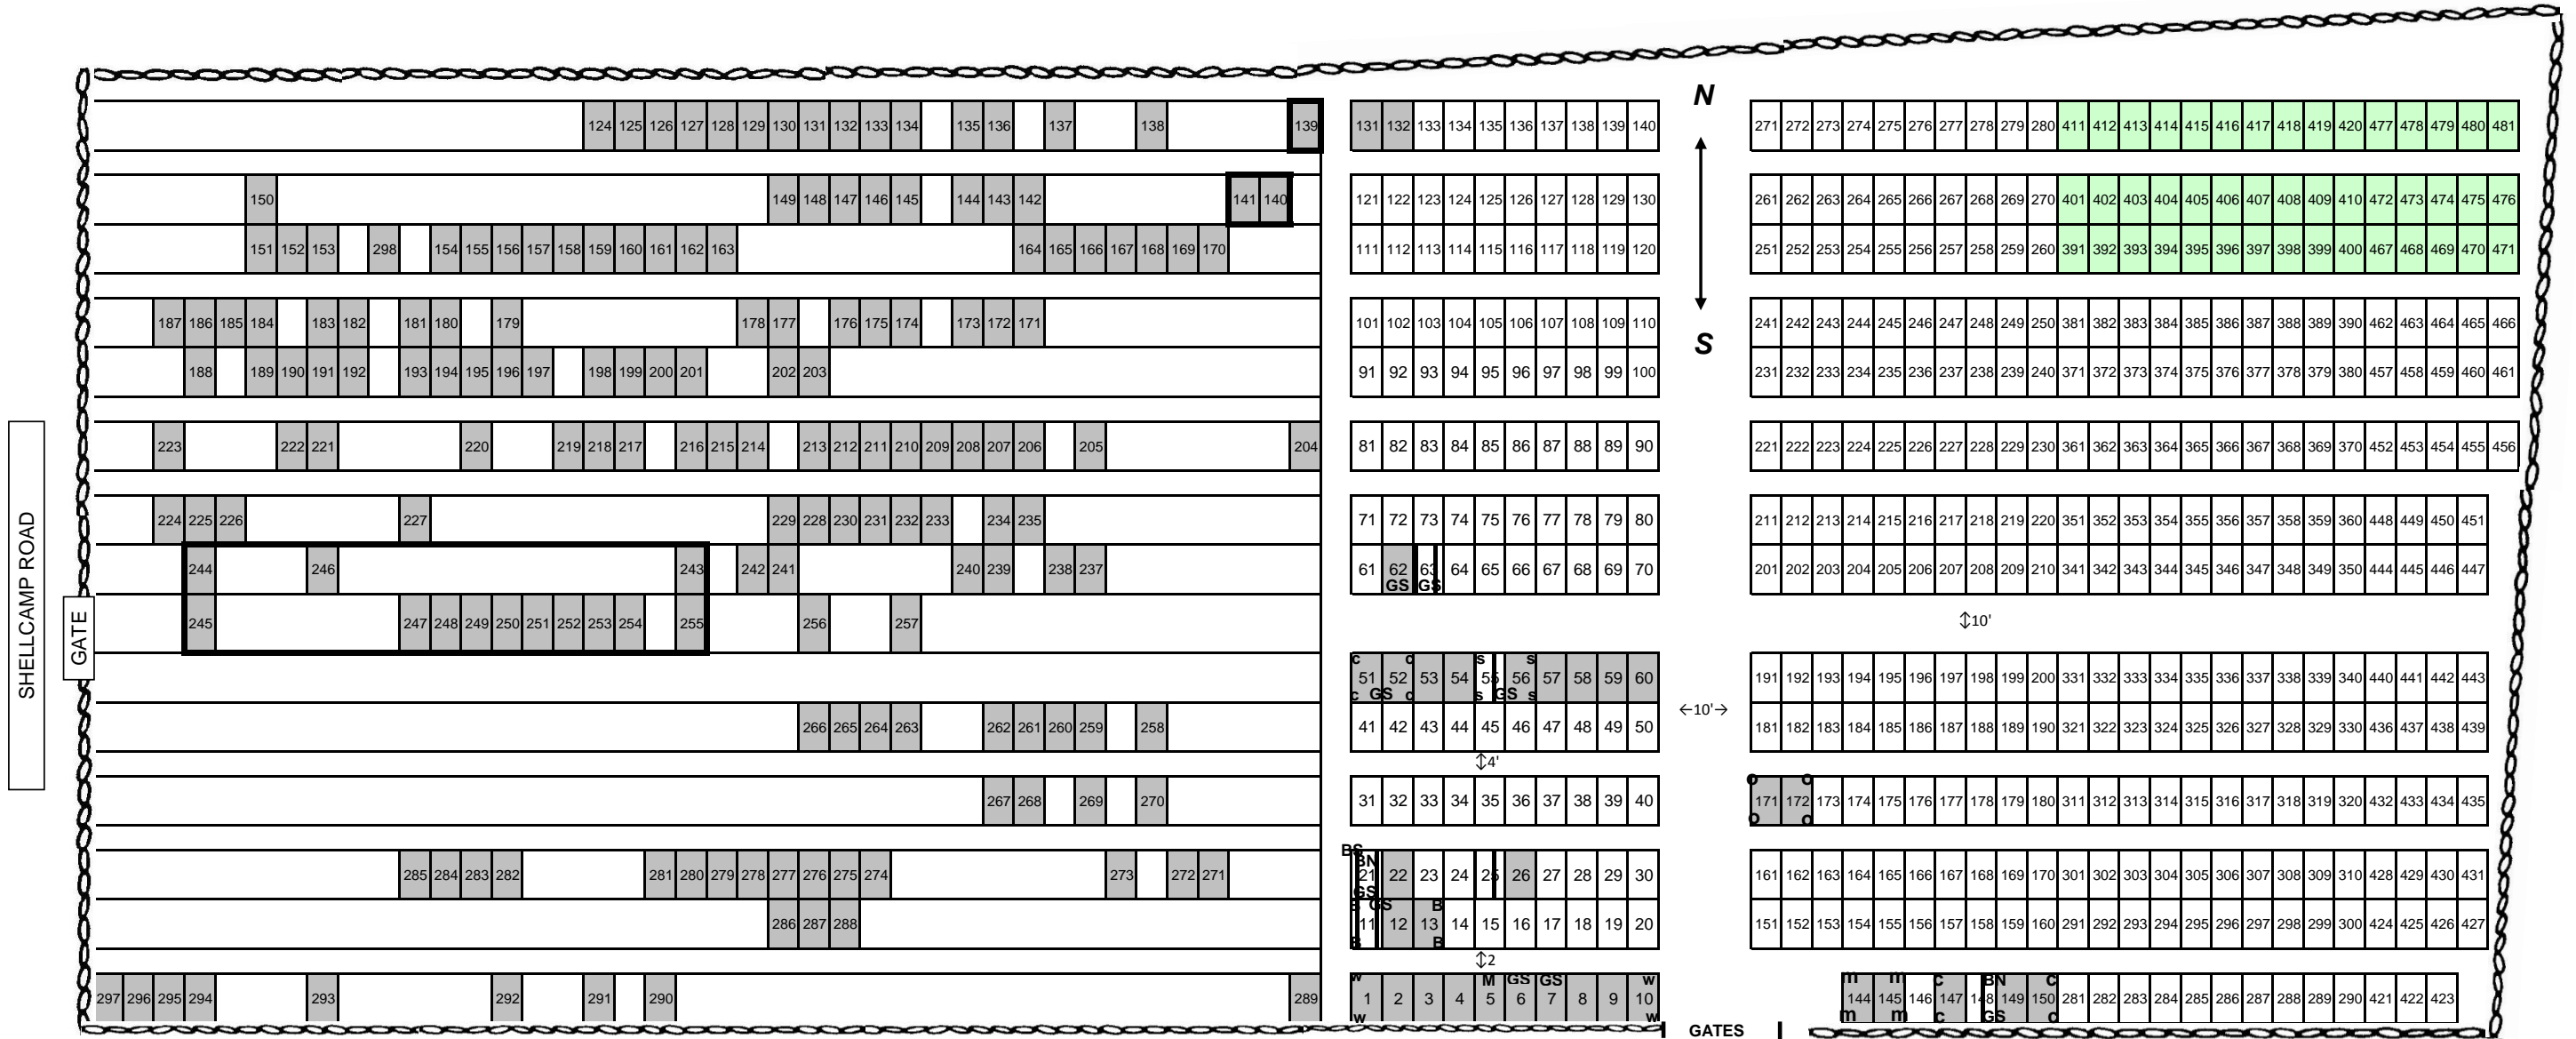 N
124 125 126 127 128 129 130 131 132 133 134 135 136 137 138 139 131 132 133 134 135 136 137 138 139 140 271 272 273 274 275 276 277 278 279 280 411 412 413 414 415 416 417 418 419 420 477 478 479 480 481
150 149 148 147 146 145 144 143 142 141 140 121 122 123 124 125 126 127 128 129 130 261 262 263 264 265 266 267 268 269 270 401 402 403 404 405 406 407 408 409 410 472 473 474 475 476
151 152 153 298 154 155 156 157 158 159 160 161 162 163 164 165 166 167 168 169 170 111 112 113 114 115 116 117 118 119 120 251 252 253 254 255 256 257 258 259 260 391 392 393 394 395 396 397 398 399 400 467 468 469 470 471
187 186 185 184 183 182 181 180 179 178 177 176 175 174 173 172 171 101 102 103 104 105 106 107 108 109 110 241 242 243 244 245 246 247 248 249 250 381 382 383 384 385 386 387 388 389 390 462 463 464 465 466
S
188 189 190 191 192 193 194 195 196 197 198 199 200 201 202 203 91 92 93 94 95 96 97 98 99 100 231 232 233 234 235 236 237 238 239 240 371 372 373 374 375 376 377 378 379 380 457 458 459 460 461
223 222 221 220 219 218 217 216 215 214 213 212 211 210 209 208 207 206 205 204 81 82 83 84 85 86 87 88 89 90 221 222 223 224 225 226 227 228 229 230 361 362 363 364 365 366 367 368 369 370 452 453 454 455 456
224 225 226 227 229 228 230 231 232 233 234 235 71 72 73 74 75 76 77 78 79 80 211 212 213 214 215 216 217 218 219 220 351 352 353 354 355 356 357 358 359 360 448 449 450 451
244 246 243 242 241 240 239 238 237 61 62 63 64 65 66 67 68 69 70 201 202 203 204 205 206 207 208 209 210 341 342 343 344 345 346 347 348 349 350 444 445 446 447
GS GS
SHELLCAMP ROAD
GATE
245 247 248 249 250 251 252 253 254 255 256 257 ↕10'
c c s s
51 52 53 54 55 56 57 58 59 60 191 192 193 194 195 196 197 198 199 200 331 332 333 334 335 336 337 338 339 340 440 441 442 443
c GS c s GS s
←10'→
266 265 264 263 262 261 260 259 258 41 42 43 44 45 46 47 48 49 50 181 182 183 184 185 186 187 188 189 190 321 322 323 324 325 326 327 328 329 330 436 437 438 439
↕4'
o o
267 268 269 270 31 32 33 34 35 36 37 38 39 40 171 172 173 174 175 176 177 178 179 180 311 312 313 314 315 316 317 318 319 320 432 433 434 435
o o
BS
BN
285 284 283 282 281 280 279 278 277 276 275 274 273 272 271 21 22 23 24 25 26 27 28 29 30 161 162 163 164 165 166 167 168 169 170 301 302 303 304 305 306 307 308 309 310 428 429 430 431
GS
B GS B
286 287 288 11 12 13 14 15 16 17 18 19 20 151 152 153 154 155 156 157 158 159 160 291 292 293 294 295 296 297 298 299 300 424 425 426 427
B B
↕2
w M GS GS w m m c BN c
297 296 295 294 293 292 291 290 289 1 2 3 4 5 6 7 8 9 10 144 145 146 147 148 149 150 281 282 283 284 285 286 287 288 289 290 421 422 423
w w m m c GS c
GATES